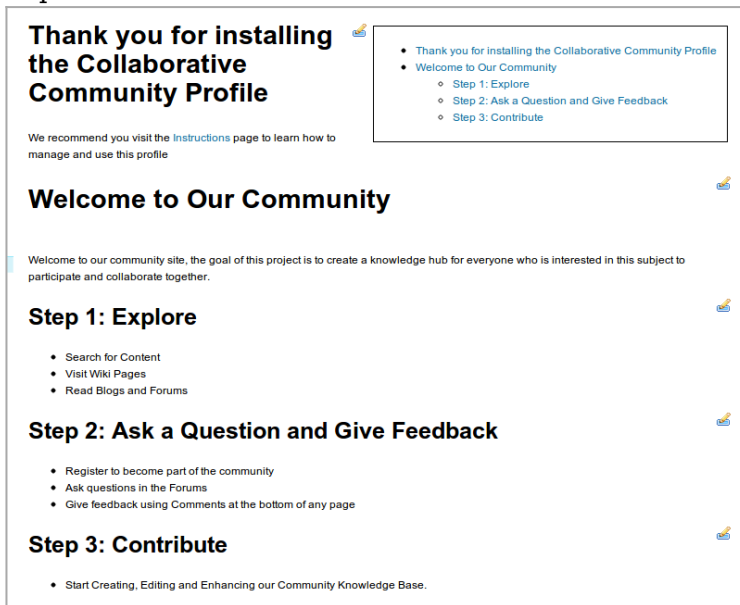 Thank you for installing
the Collaborative
Community Profile
We recommend you visit the Instructions page to learn how to
manage and use this profile
Thank you for installing the Collaborative Community Profile
Welcome to Our Community
Step 1: Explore
Step 2: Ask a Question and Give Feedback
Step 3: Contribute
Welcome to Our Community
Welcome to our community site, the goal of this project is to create a knowledge hub for everyone who is interested in this subject to
participate and collaborate together.
Step 1: Explore
Search for Content
Visit Wiki Pages
Read Blogs and Forums
Step 2: Ask a Question and Give Feedback
Register to become part of the community
Ask questions in the Forums
Give feedback using Comments at the bottom of any page
Step 3: Contribute
Start Creating, Editing and Enhancing our Community Knowledge Base.